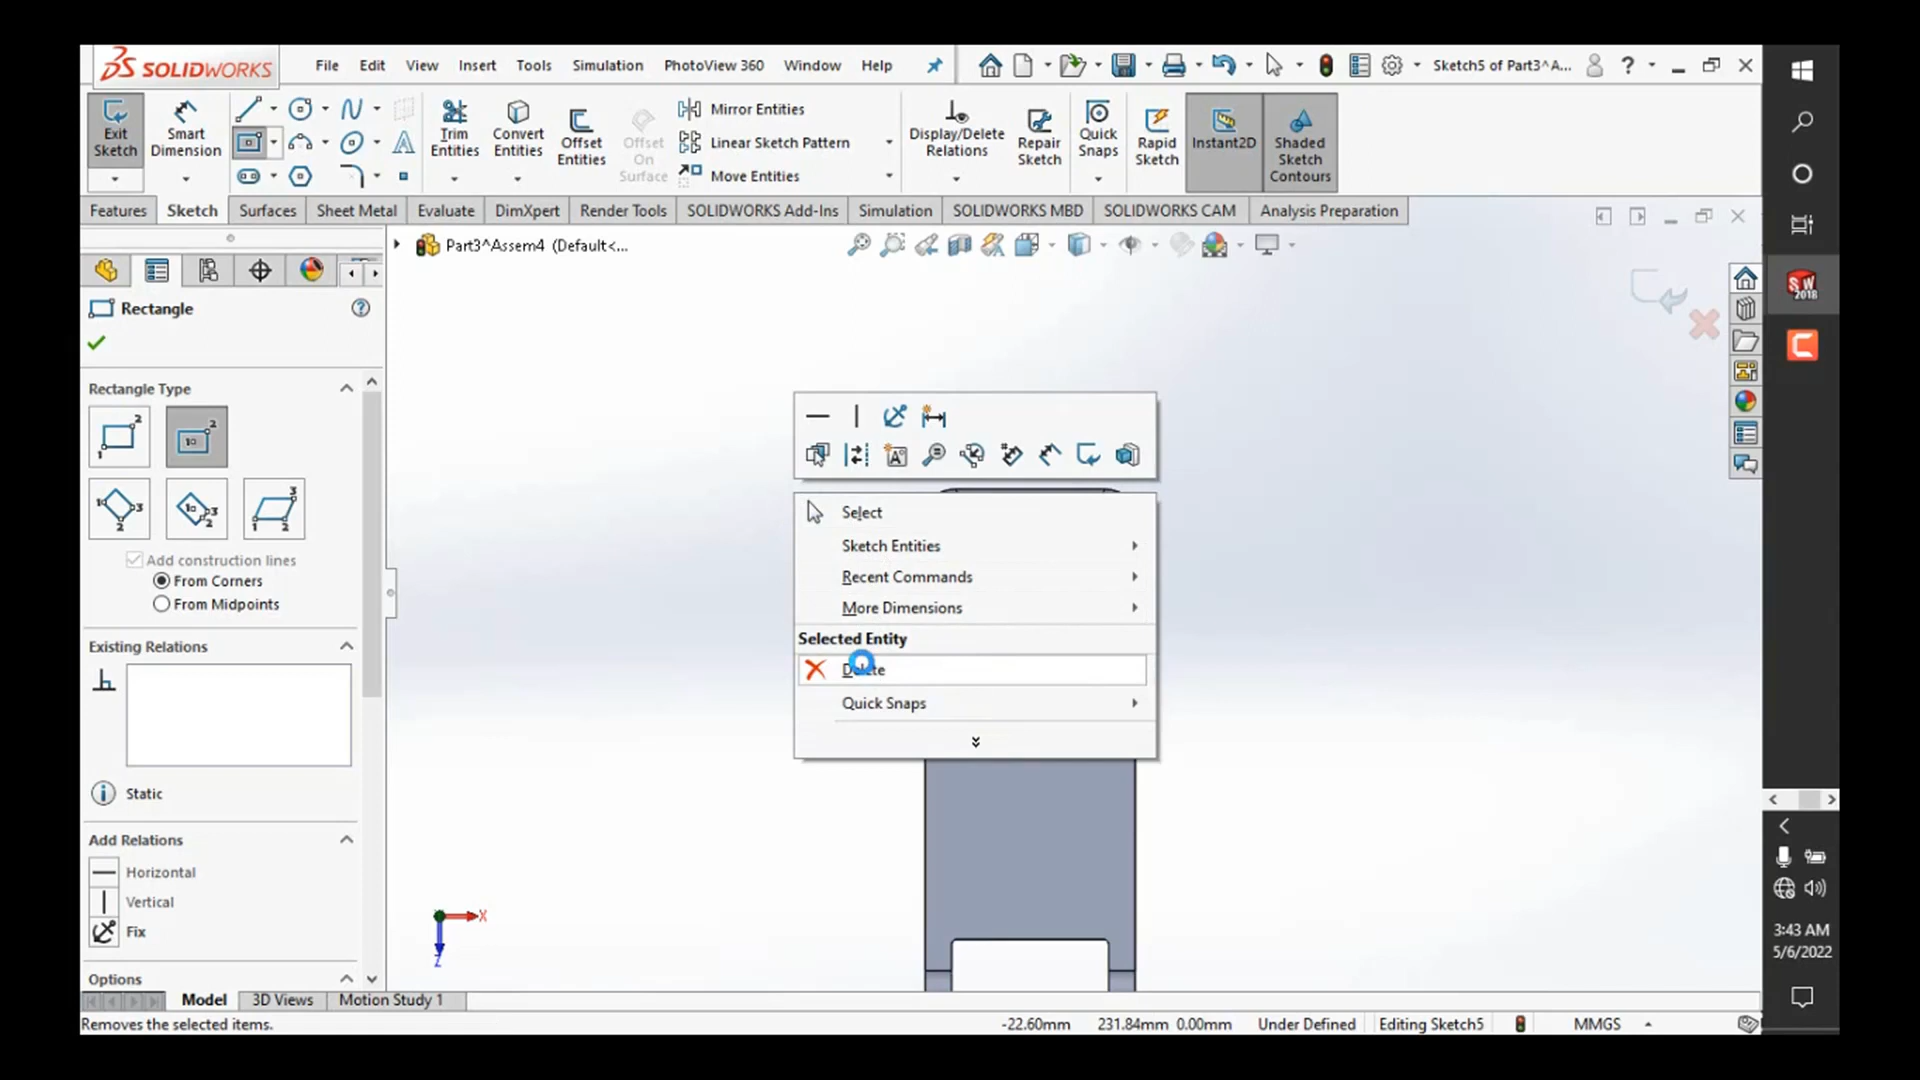 SOLIDWORKS
File Edit View Insert Tools Simulation PhotoView 360 Window Help
Sketch5 of Part3^A...
Exit Sketch
Smart Dimension
Trim Entities
Convert Entities
Offset Entities
Offset On Surface
Mirror Entities
Linear Sketch Pattern
Move Entities
Display/Delete Relations
Repair Sketch
Quick Snaps
Rapid Sketch
Instant2D
Shaded Sketch Contours
Features Sketch Surfaces Sheet Metal Evaluate DimXpert Render Tools SOLIDWORKS Add-Ins Simulation SOLIDWORKS MBD SOLIDWORKS CAM Analysis Preparation
Part3^Assem4 (Default<...
Rectangle
Rectangle Type
Add construction lines
From Corners
From Midpoints
Existing Relations
Static
Add Relations
Horizontal
Vertical
Fix
Options
Select
Sketch Entities
Recent Commands
More Dimensions
Selected Entity
Delete
Quick Snaps
X
Z
Model 3D Views Motion Study 1
Removes the selected items.
-22.60mm 231.84mm 0.00mm Under Defined Editing Sketch5 MMGS
SW
2018
3:43 AM
5/6/2022